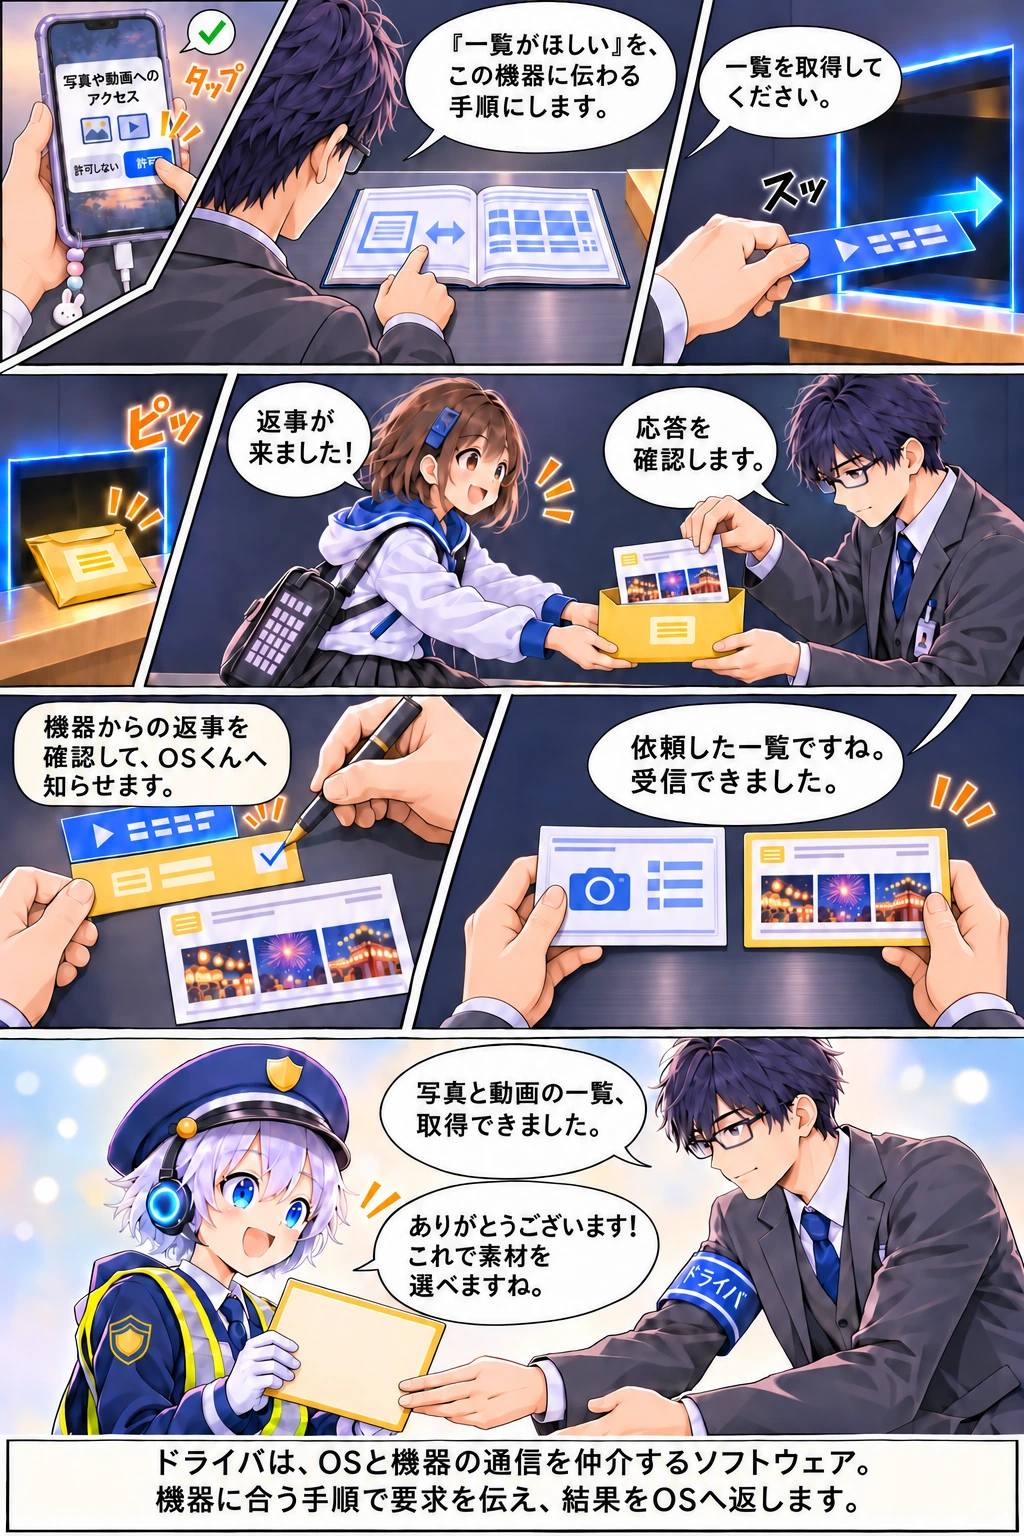 写真や動画への
アクセス
許可しない
許可
タップ
『一覧がほしい』を、
この機器に伝わる
手順にします。
一覧を取得して
ください。
スッ
ピッ
返事が
来ました!
応答を
確認します。
機器からの返事を
確認して、OSくんへ
知らせます。
依頼した一覧ですね。
受信できました。
写真と動画の一覧、
取得できました。
ありがとうございます!
これで素材を
選べますね。
ドライバ
ドライバは、OSと機器の通信を仲介するソフトウェア。
機器に合う手順で要求を伝え、結果をOSへ返します。